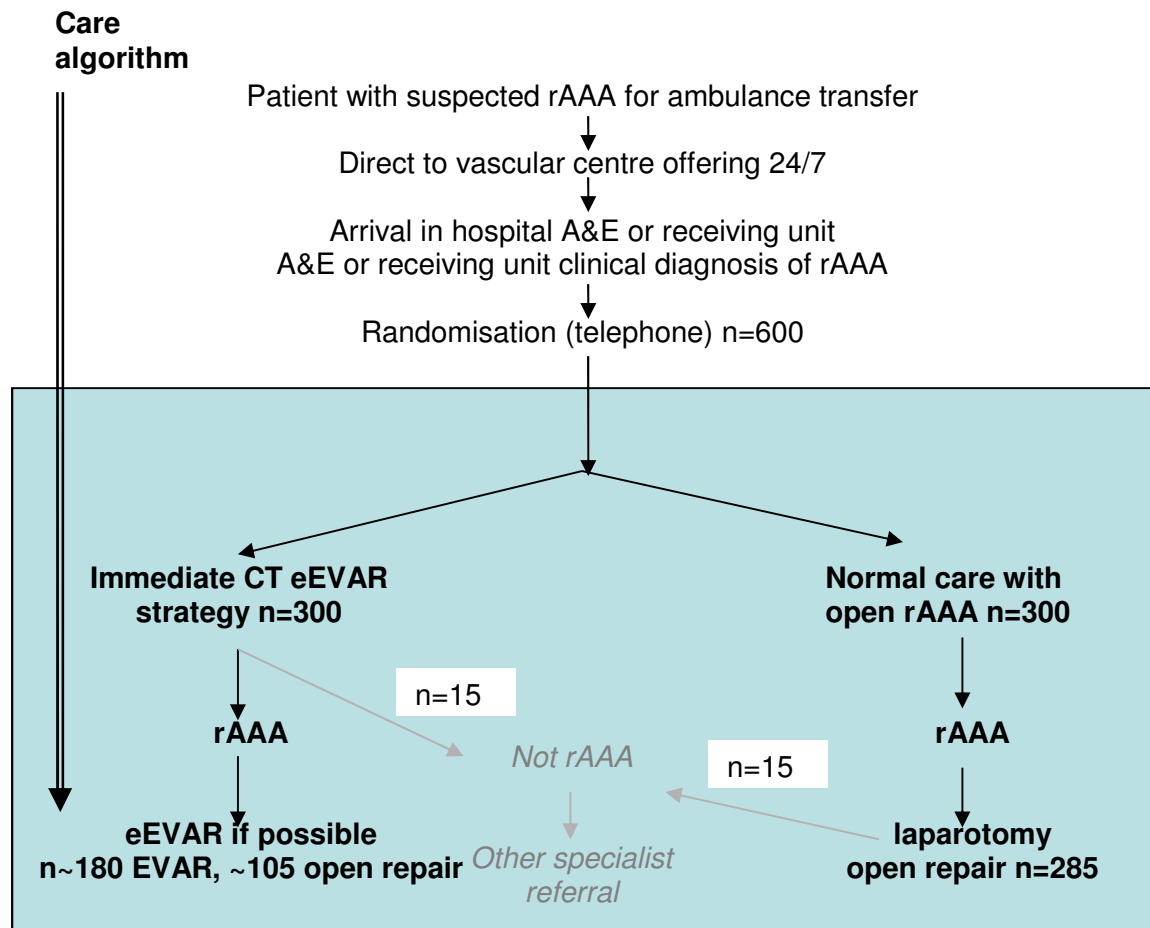 Care
algorithm
Patient with suspected rAAA for ambulance transfer
Direct to vascular centre offering 24/7
Arrival in hospital A&E or receiving unit
A&E or receiving unit clinical diagnosis of rAAA
Randomisation (telephone) n=600
Immediate CT eEVAR
strategy n=300
Normal care with
open rAAA n=300
n=15
rAAA
Not rAAA
n=15
rAAA
eEVAR if possible
n~180 EVAR, ~105 open repair
Other specialist
referral
laparotomy
open repair n=285